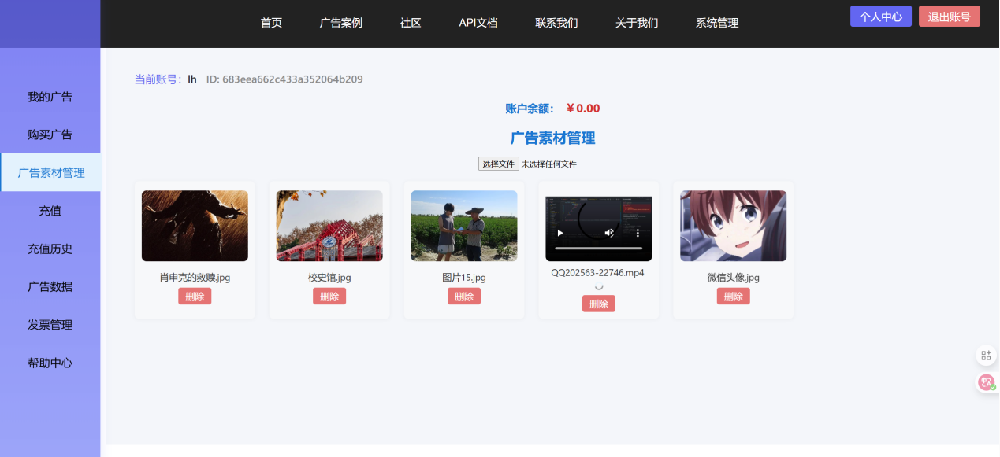 首页 广告案例 社区 API文档 联系我们 关于我们 系统管理 个人中心 退出账号
我的广告
购买广告
广告素材管理
充值
充值历史
广告数据
发票管理
帮助中心
当前账号：lh ID: 683eea662c433a352064b209
账户余额： ￥0.00
广告素材管理
选择文件 未选择任何文件
肖申克的救赎.jpg
删除
校史馆.jpg
删除
图片15.jpg
删除
QQ202563-22746.mp4
删除
微信头像.jpg
删除